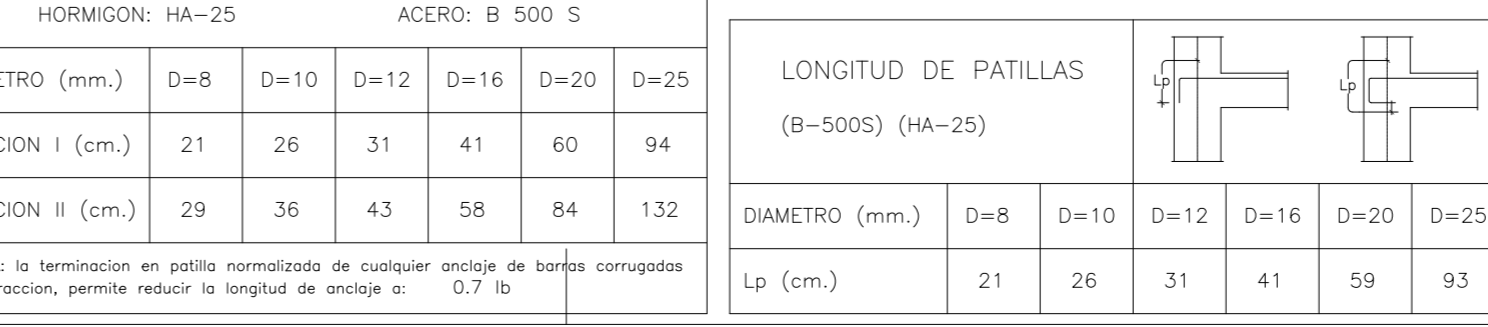 HORMIGON: HA-25 ACERO: B 500 S
ETRO (mm.) D=8 D=10 D=12 D=16 D=20 D=25
CION I (cm.) 21 26 31 41 60 94
CION II (cm.) 29 36 43 58 84 132
: la terminacion en patilla normalizada de cualquier anclaje de barras corrugadas
raccion, permite reducir la longitud de anclaje a: 0.7 lb
LONGITUD DE PATILLAS
(B-500S) (HA-25)
Lp Lp
DIAMETRO (mm.) D=8 D=10 D=12 D=16 D=20 D=25
Lp (cm.) 21 26 31 41 59 93